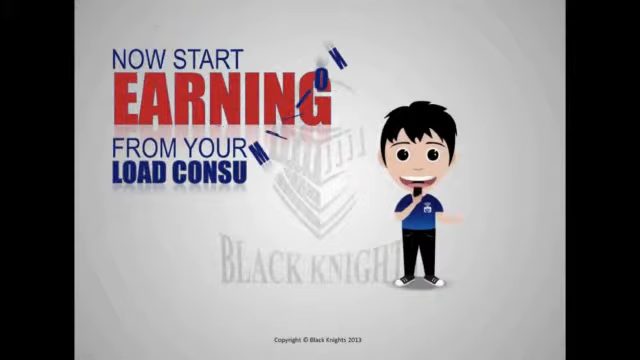 NOW START
EARNING
FROM YOUR
LOAD CONSU
M
O
N
BLACK KNIGHT
Copyright © Black Knights 2013